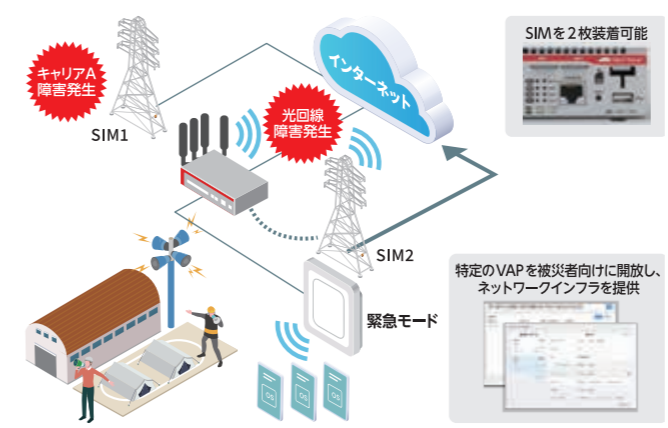 キャリアA
障害発生
SIM1
光回線
障害発生
インターネット
SIMを2枚装着可能
SIM2
緊急モード
特定のVAPを被災者向けに開放し、
ネットワークインフラを提供
OS
OS
OS